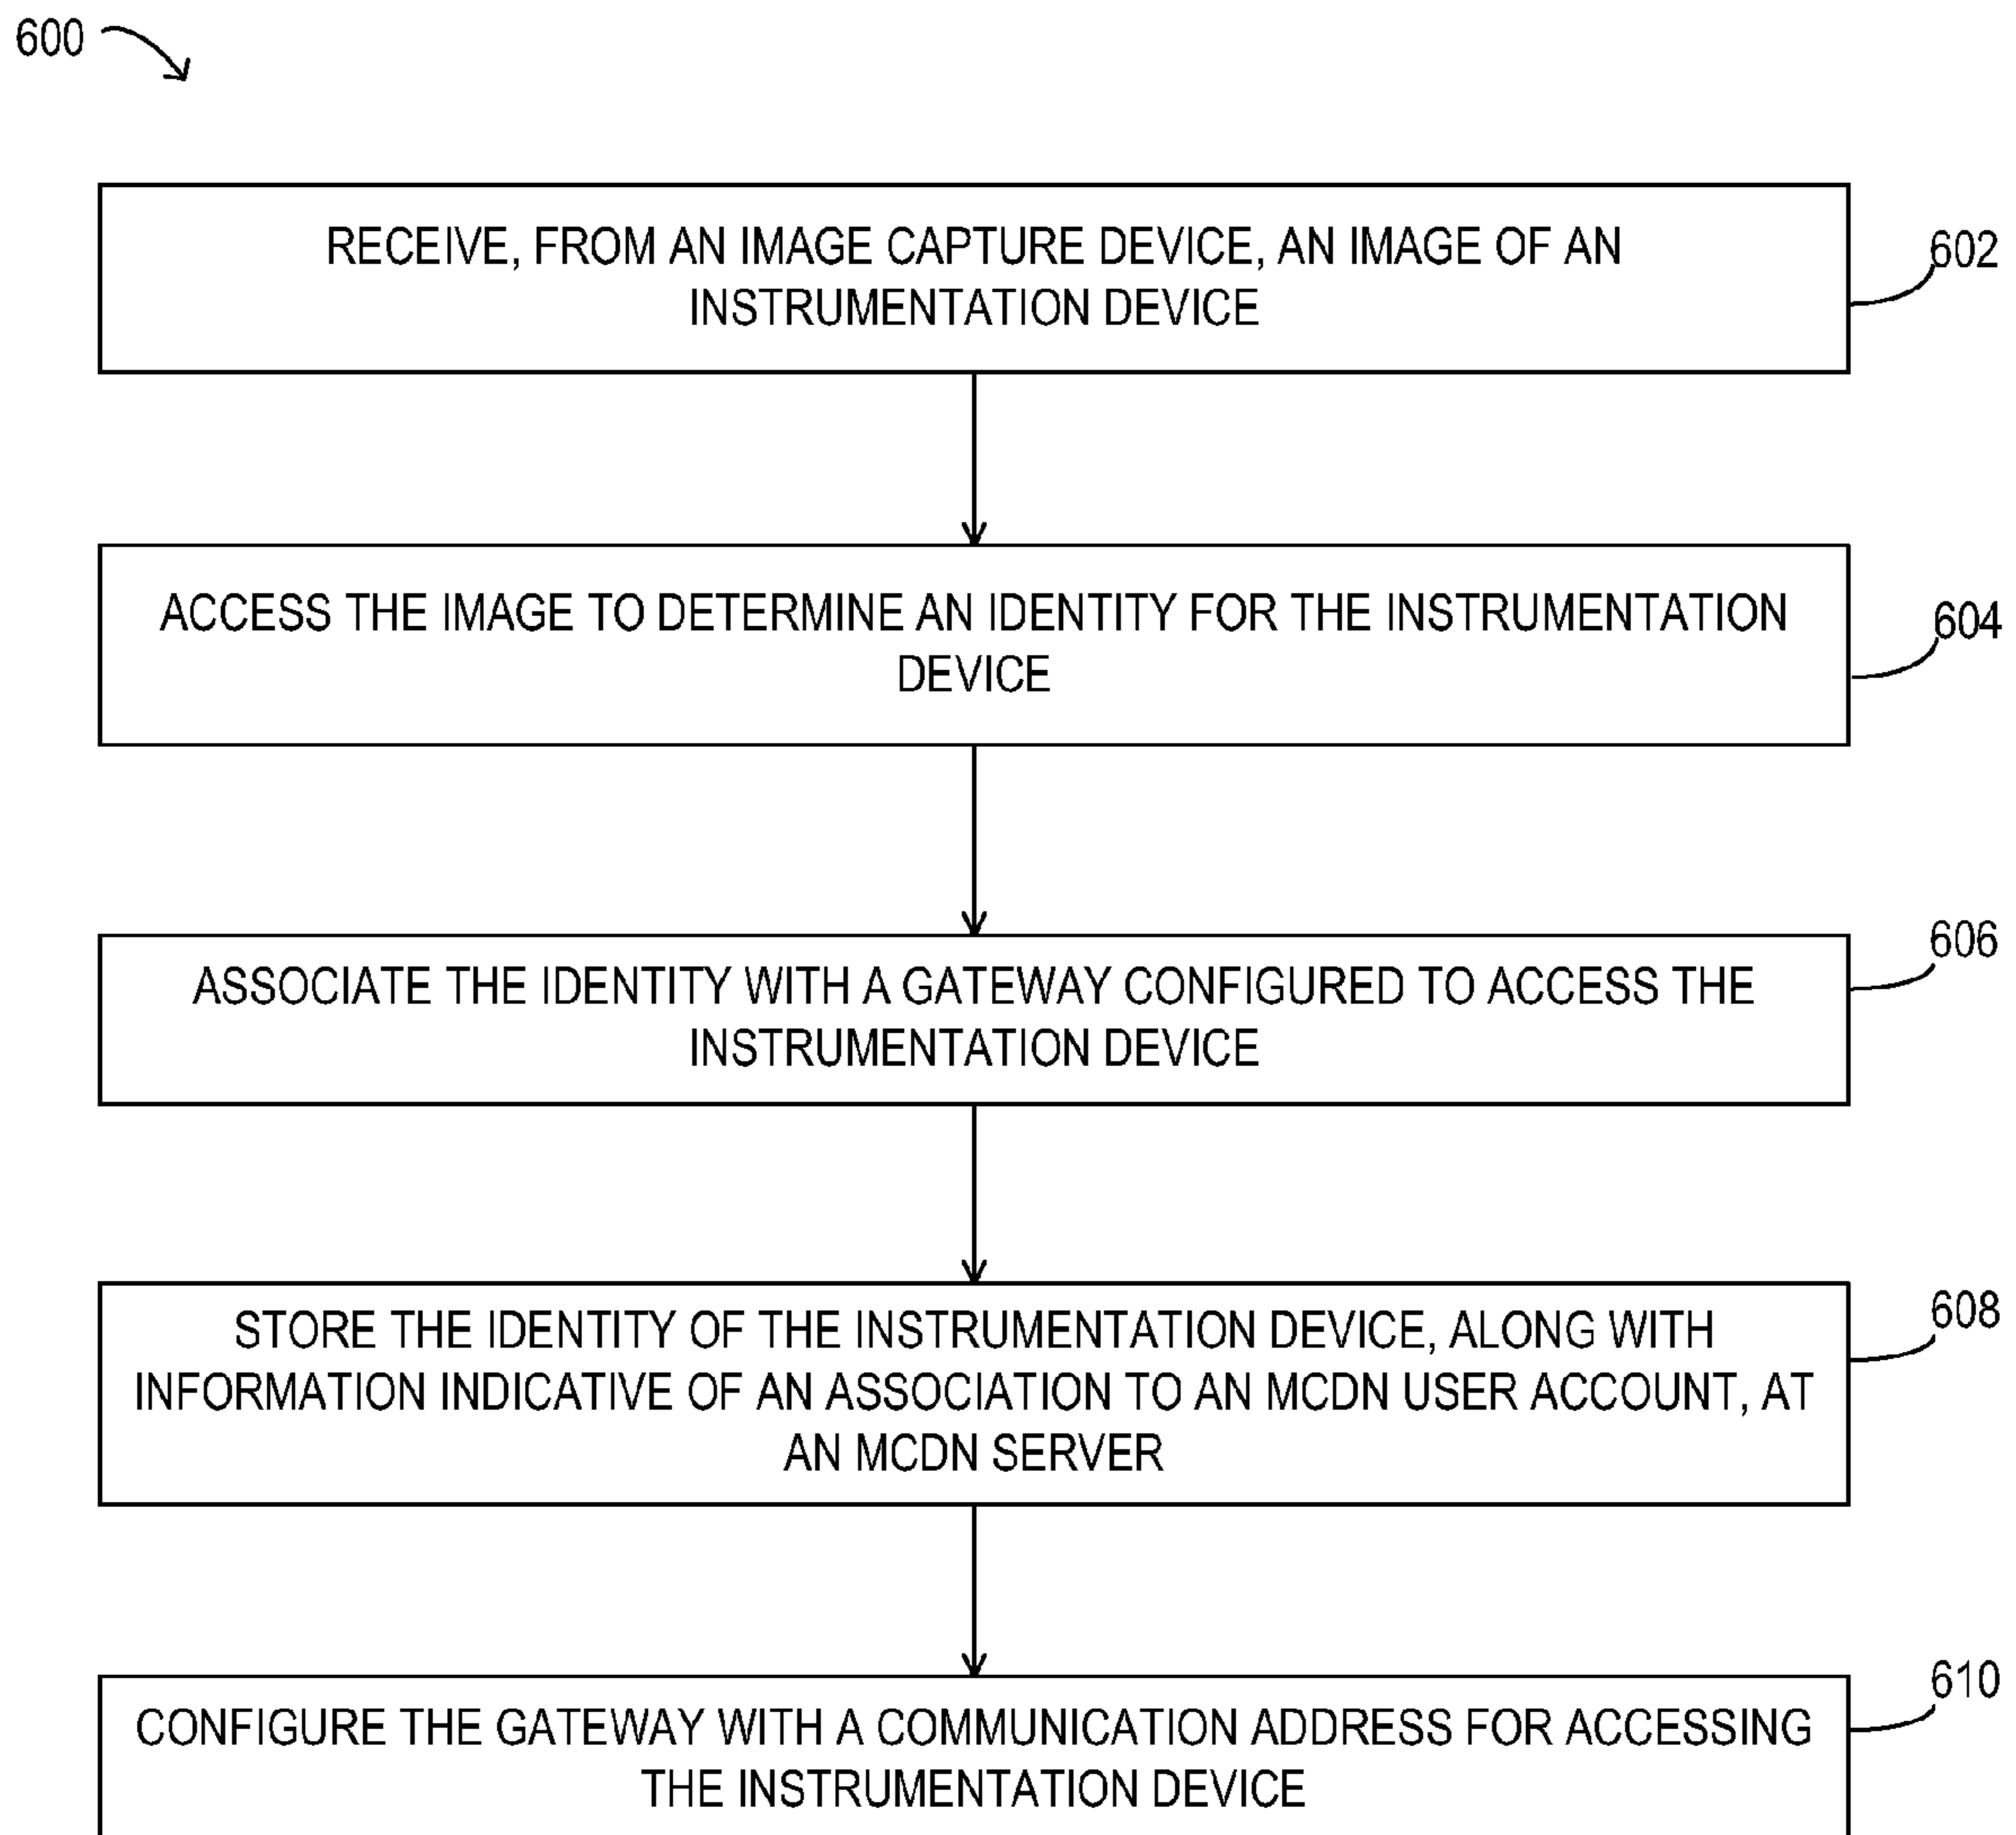 600
RECEIVE, FROM AN IMAGE CAPTURE DEVICE, AN IMAGE OF AN
INSTRUMENTATION DEVICE
602
ACCESS THE IMAGE TO DETERMINE AN IDENTITY FOR THE INSTRUMENTATION
DEVICE
604
ASSOCIATE THE IDENTITY WITH A GATEWAY CONFIGURED TO ACCESS THE
INSTRUMENTATION DEVICE
606
STORE THE IDENTITY OF THE INSTRUMENTATION DEVICE, ALONG WITH
INFORMATION INDICATIVE OF AN ASSOCIATION TO AN MCDN USER ACCOUNT, AT
AN MCDN SERVER
608
CONFIGURE THE GATEWAY WITH A COMMUNICATION ADDRESS FOR ACCESSING
THE INSTRUMENTATION DEVICE
610